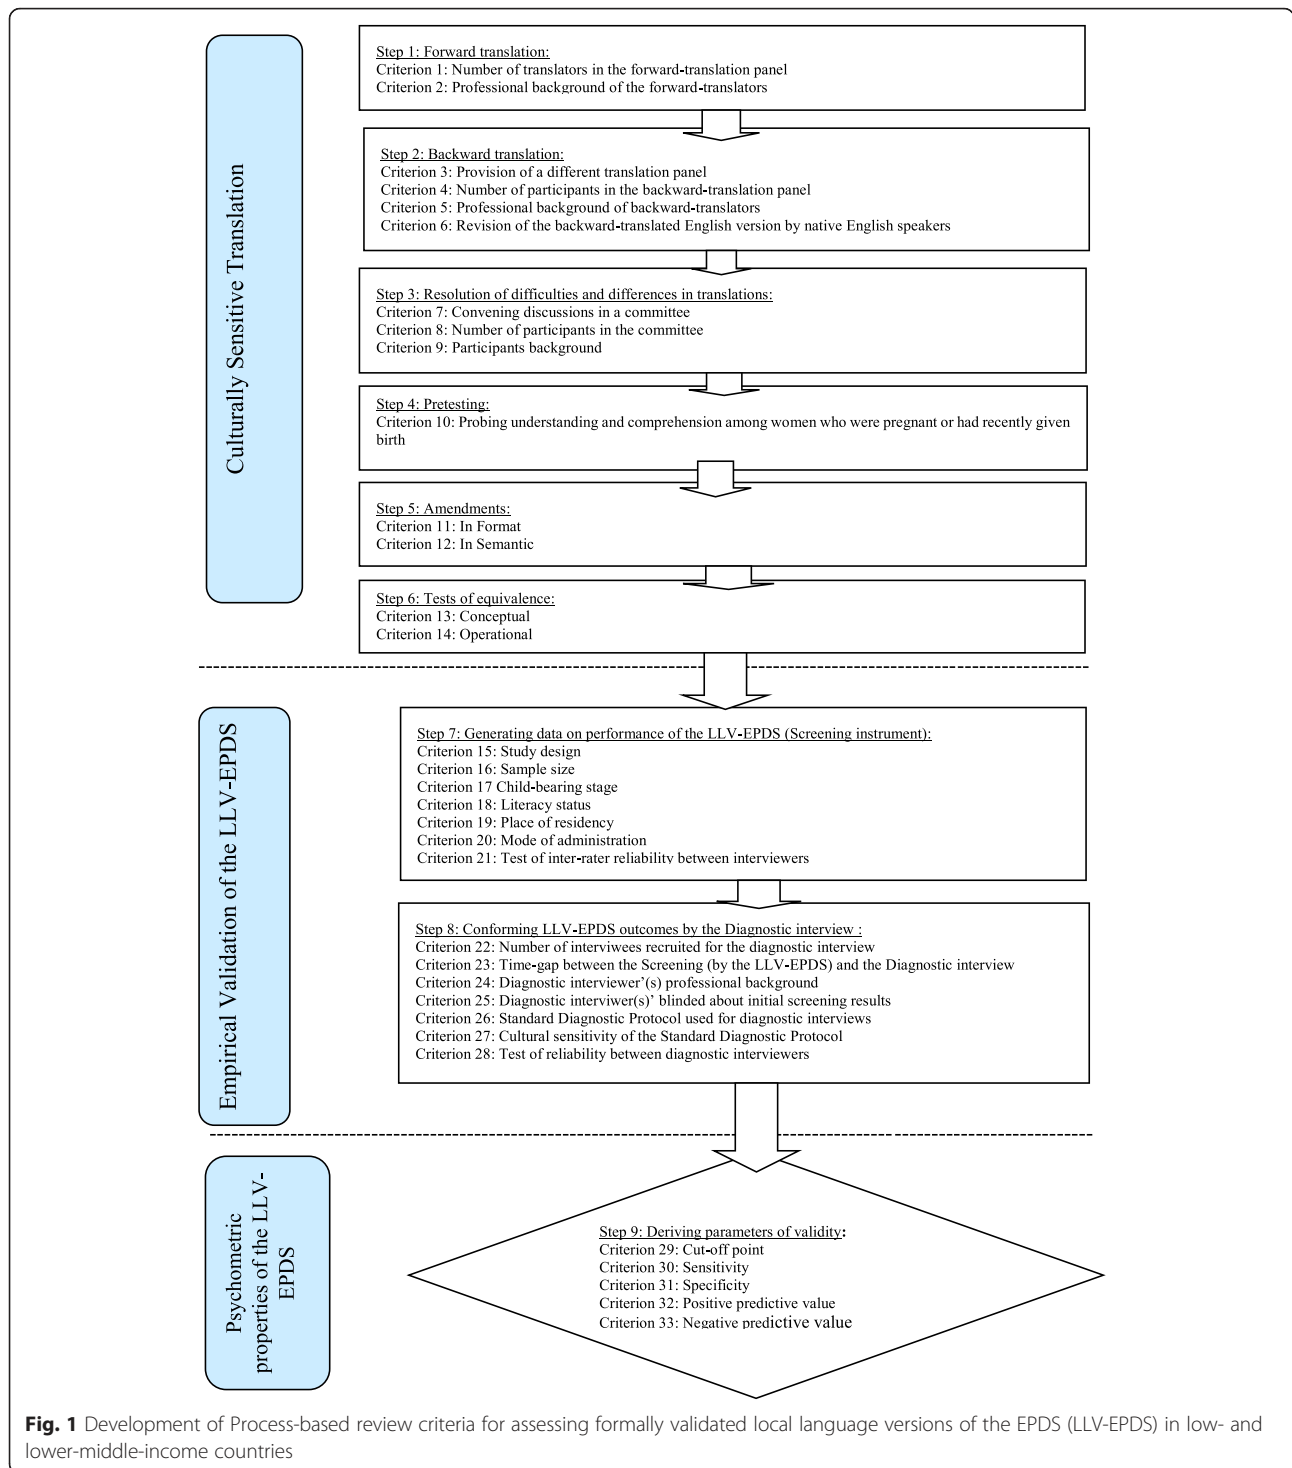 Culturally Sensitive Translation
Step 1: Forward translation:
Criterion 1: Number of translators in the forward-translation panel
Criterion 2: Professional background of the forward-translators
Step 2: Backward translation:
Criterion 3: Provision of a different translation panel
Criterion 4: Number of participants in the backward-translation panel
Criterion 5: Professional background of backward-translators
Criterion 6: Revision of the backward-translated English version by native English speakers
Step 3: Resolution of difficulties and differences in translations:
Criterion 7: Convening discussions in a committee
Criterion 8: Number of participants in the committee
Criterion 9: Participants background
Step 4: Pretesting:
Criterion 10: Probing understanding and comprehension among women who were pregnant or had recently given
birth
Step 5: Amendments:
Criterion 11: In Format
Criterion 12: In Semantic
Step 6: Tests of equivalence:
Criterion 13: Conceptual
Criterion 14: Operational
Empirical Validation of the LLV-EPDS
Step 7: Generating data on performance of the LLV-EPDS (Screening instrument):
Criterion 15: Study design
Criterion 16: Sample size
Criterion 17 Child-bearing stage
Criterion 18: Literacy status
Criterion 19: Place of residency
Criterion 20: Mode of administration
Criterion 21: Test of inter-rater reliability between interviewers
Step 8: Conforming LLV-EPDS outcomes by the Diagnostic interview :
Criterion 22: Number of interviwees recruited for the diagnostic interview
Criterion 23: Time-gap between the Screening (by the LLV-EPDS) and the Diagnostic interview
Criterion 24: Diagnostic interviewer’(s) professional background
Criterion 25: Diagnostic interviwer(s)’ blinded about initial screening results
Criterion 26: Standard Diagnostic Protocol used for diagnostic interviews
Criterion 27: Cultural sensitivity of the Standard Diagnostic Protocol
Criterion 28: Test of reliability between diagnostic interviewers
Psychometric
properties of the LLV-
EPDS
Step 9: Deriving parameters of validity:
Criterion 29: Cut-off point
Criterion 30: Sensitivity
Criterion 31: Specificity
Criterion 32: Positive predictive value
Criterion 33: Negative predictive value
Fig. 1 Development of Process-based review criteria for assessing formally validated local language versions of the EPDS (LLV-EPDS) in low- and
lower-middle-income countries